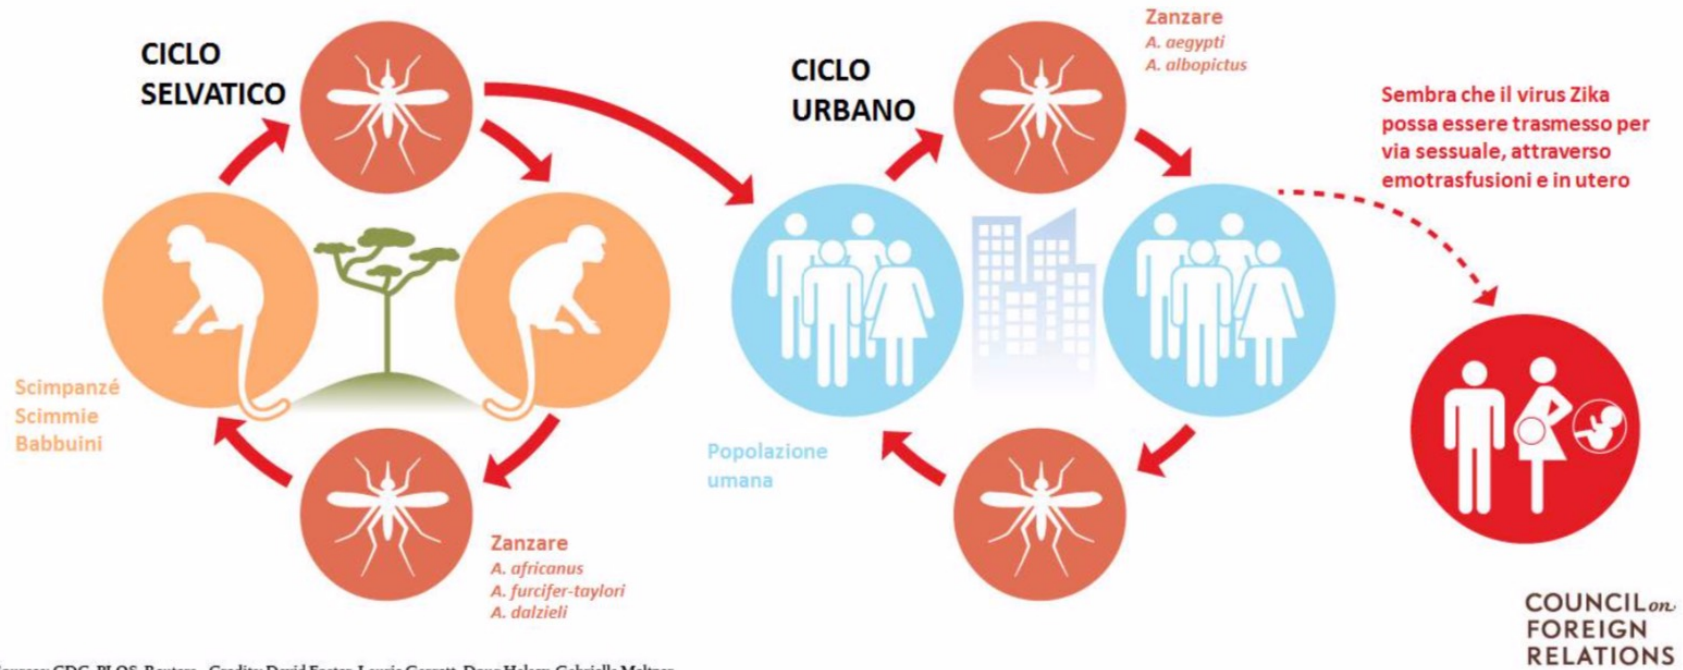 CICLO
SELVATICO
Scimpanzé
Scimmie
Babbuini
Zanzare
A. africanus
A. furcifer-taylori
A. dalzieli
CICLO
URBANO
Zanzare
A. aegypti
A. albopictus
Popolazione
umana
Sembra che il virus Zika
possa essere trasmesso per
via sessuale, attraverso
emotrasfusioni e in utero
COUNCIL on
FOREIGN
RELATIONS